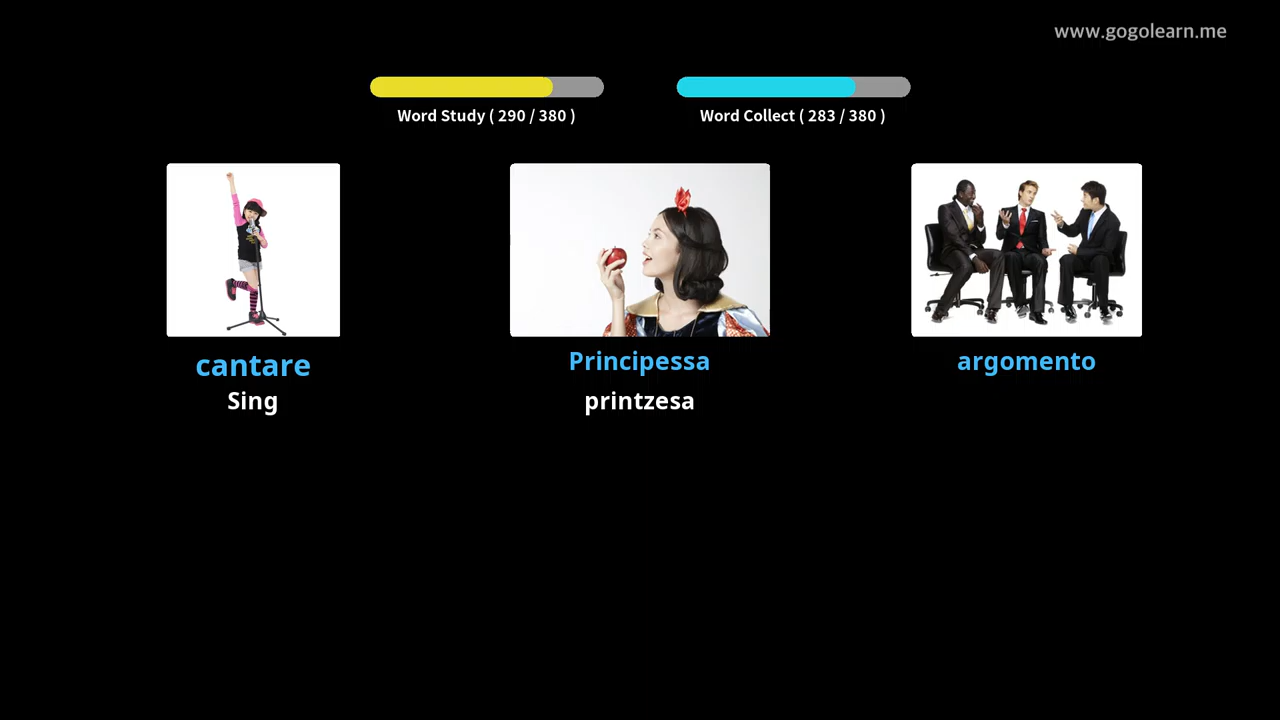 www.gogolearn.me
Word Study ( 290 / 380 )
Word Collect ( 283 / 380 )
cantare
Sing
Principessa
printzesa
argomento